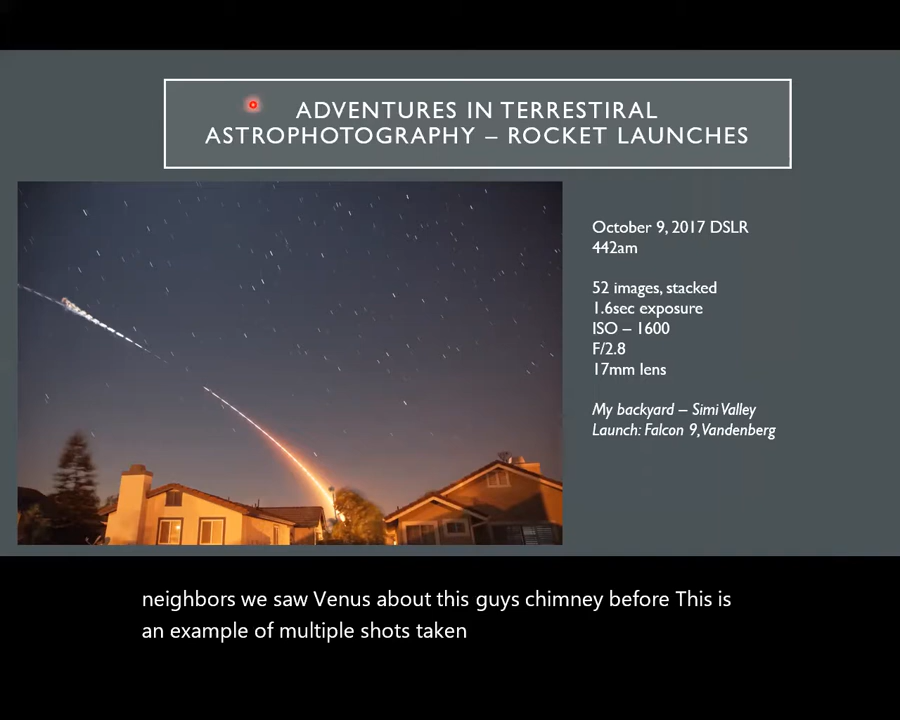 ADVENTURES IN TERRESTIRAL
ASTROPHOTOGRAPHY – ROCKET LAUNCHES
October 9, 2017 DSLR
442am
52 images, stacked
1.6sec exposure
ISO – 1600
F/2.8
17mm lens
My backyard – Simi Valley
Launch: Falcon 9, Vandenberg
neighbors we saw Venus about this guys chimney before This is
an example of multiple shots taken